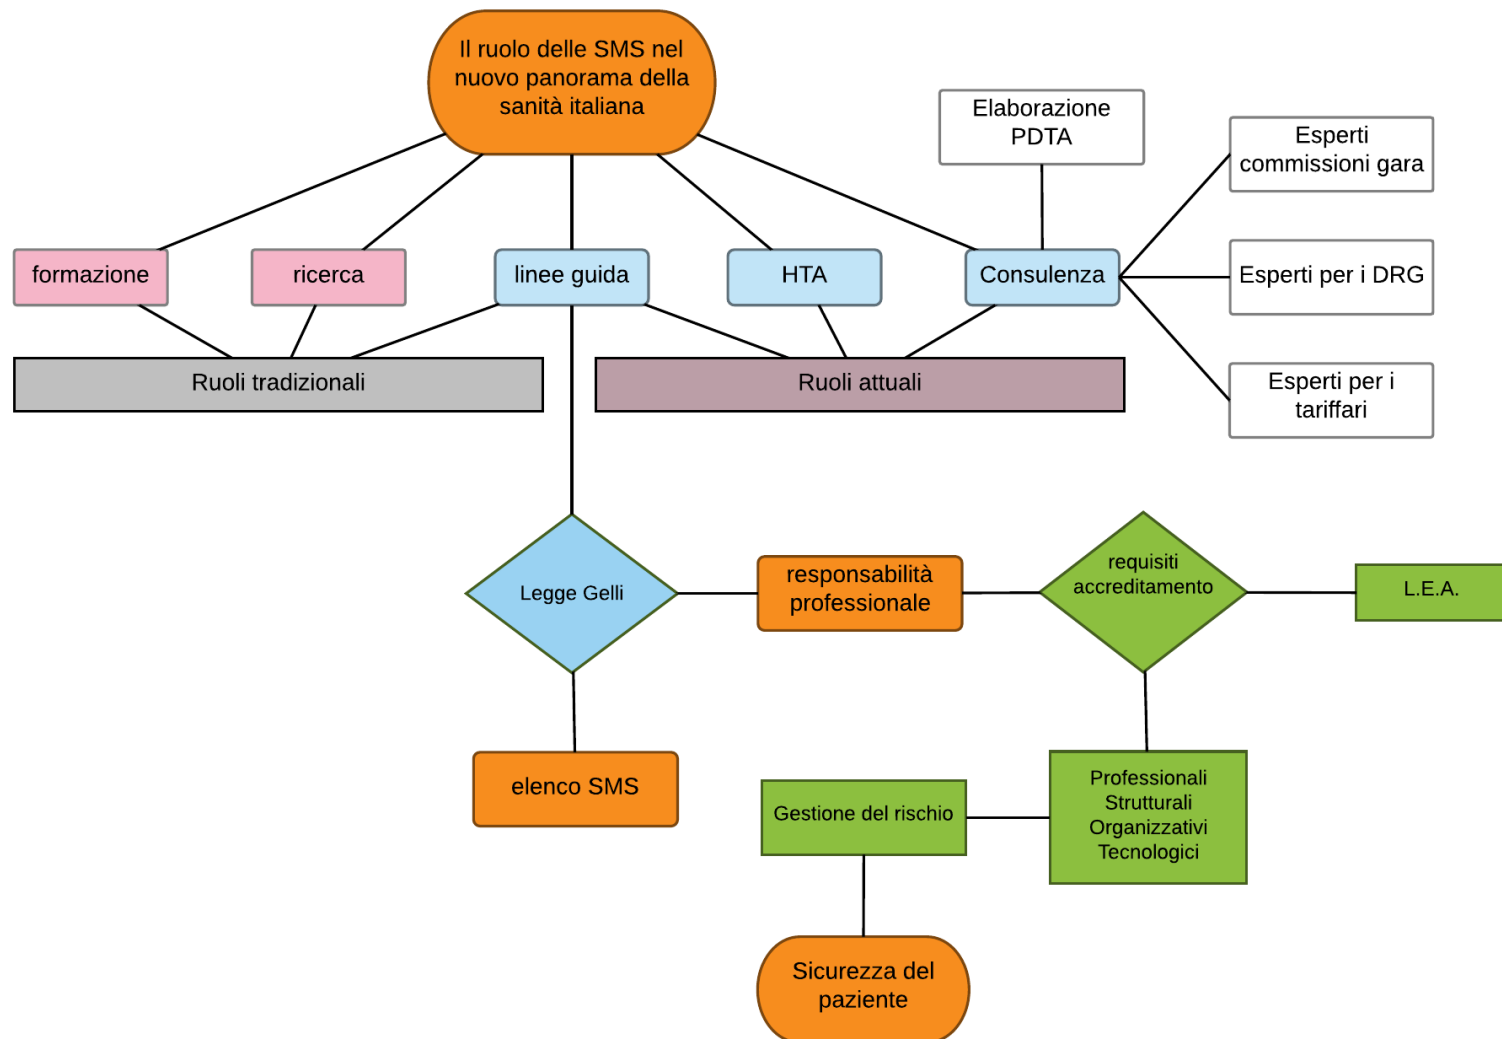 Il ruolo delle SMS nel
nuovo panorama della
sanità italiana
Elaborazione
PDTA
Esperti
commissioni gara
formazione
ricerca
linee guida
HTA
Consulenza
Esperti per i DRG
Ruoli tradizionali
Ruoli attuali
Esperti per i
tariffari
Legge Gelli
responsabilità
professionale
requisiti
accreditamento
L.E.A.
elenco SMS
Gestione del rischio
Professionali
Strutturali
Organizzativi
Tecnologici
Sicurezza del
paziente